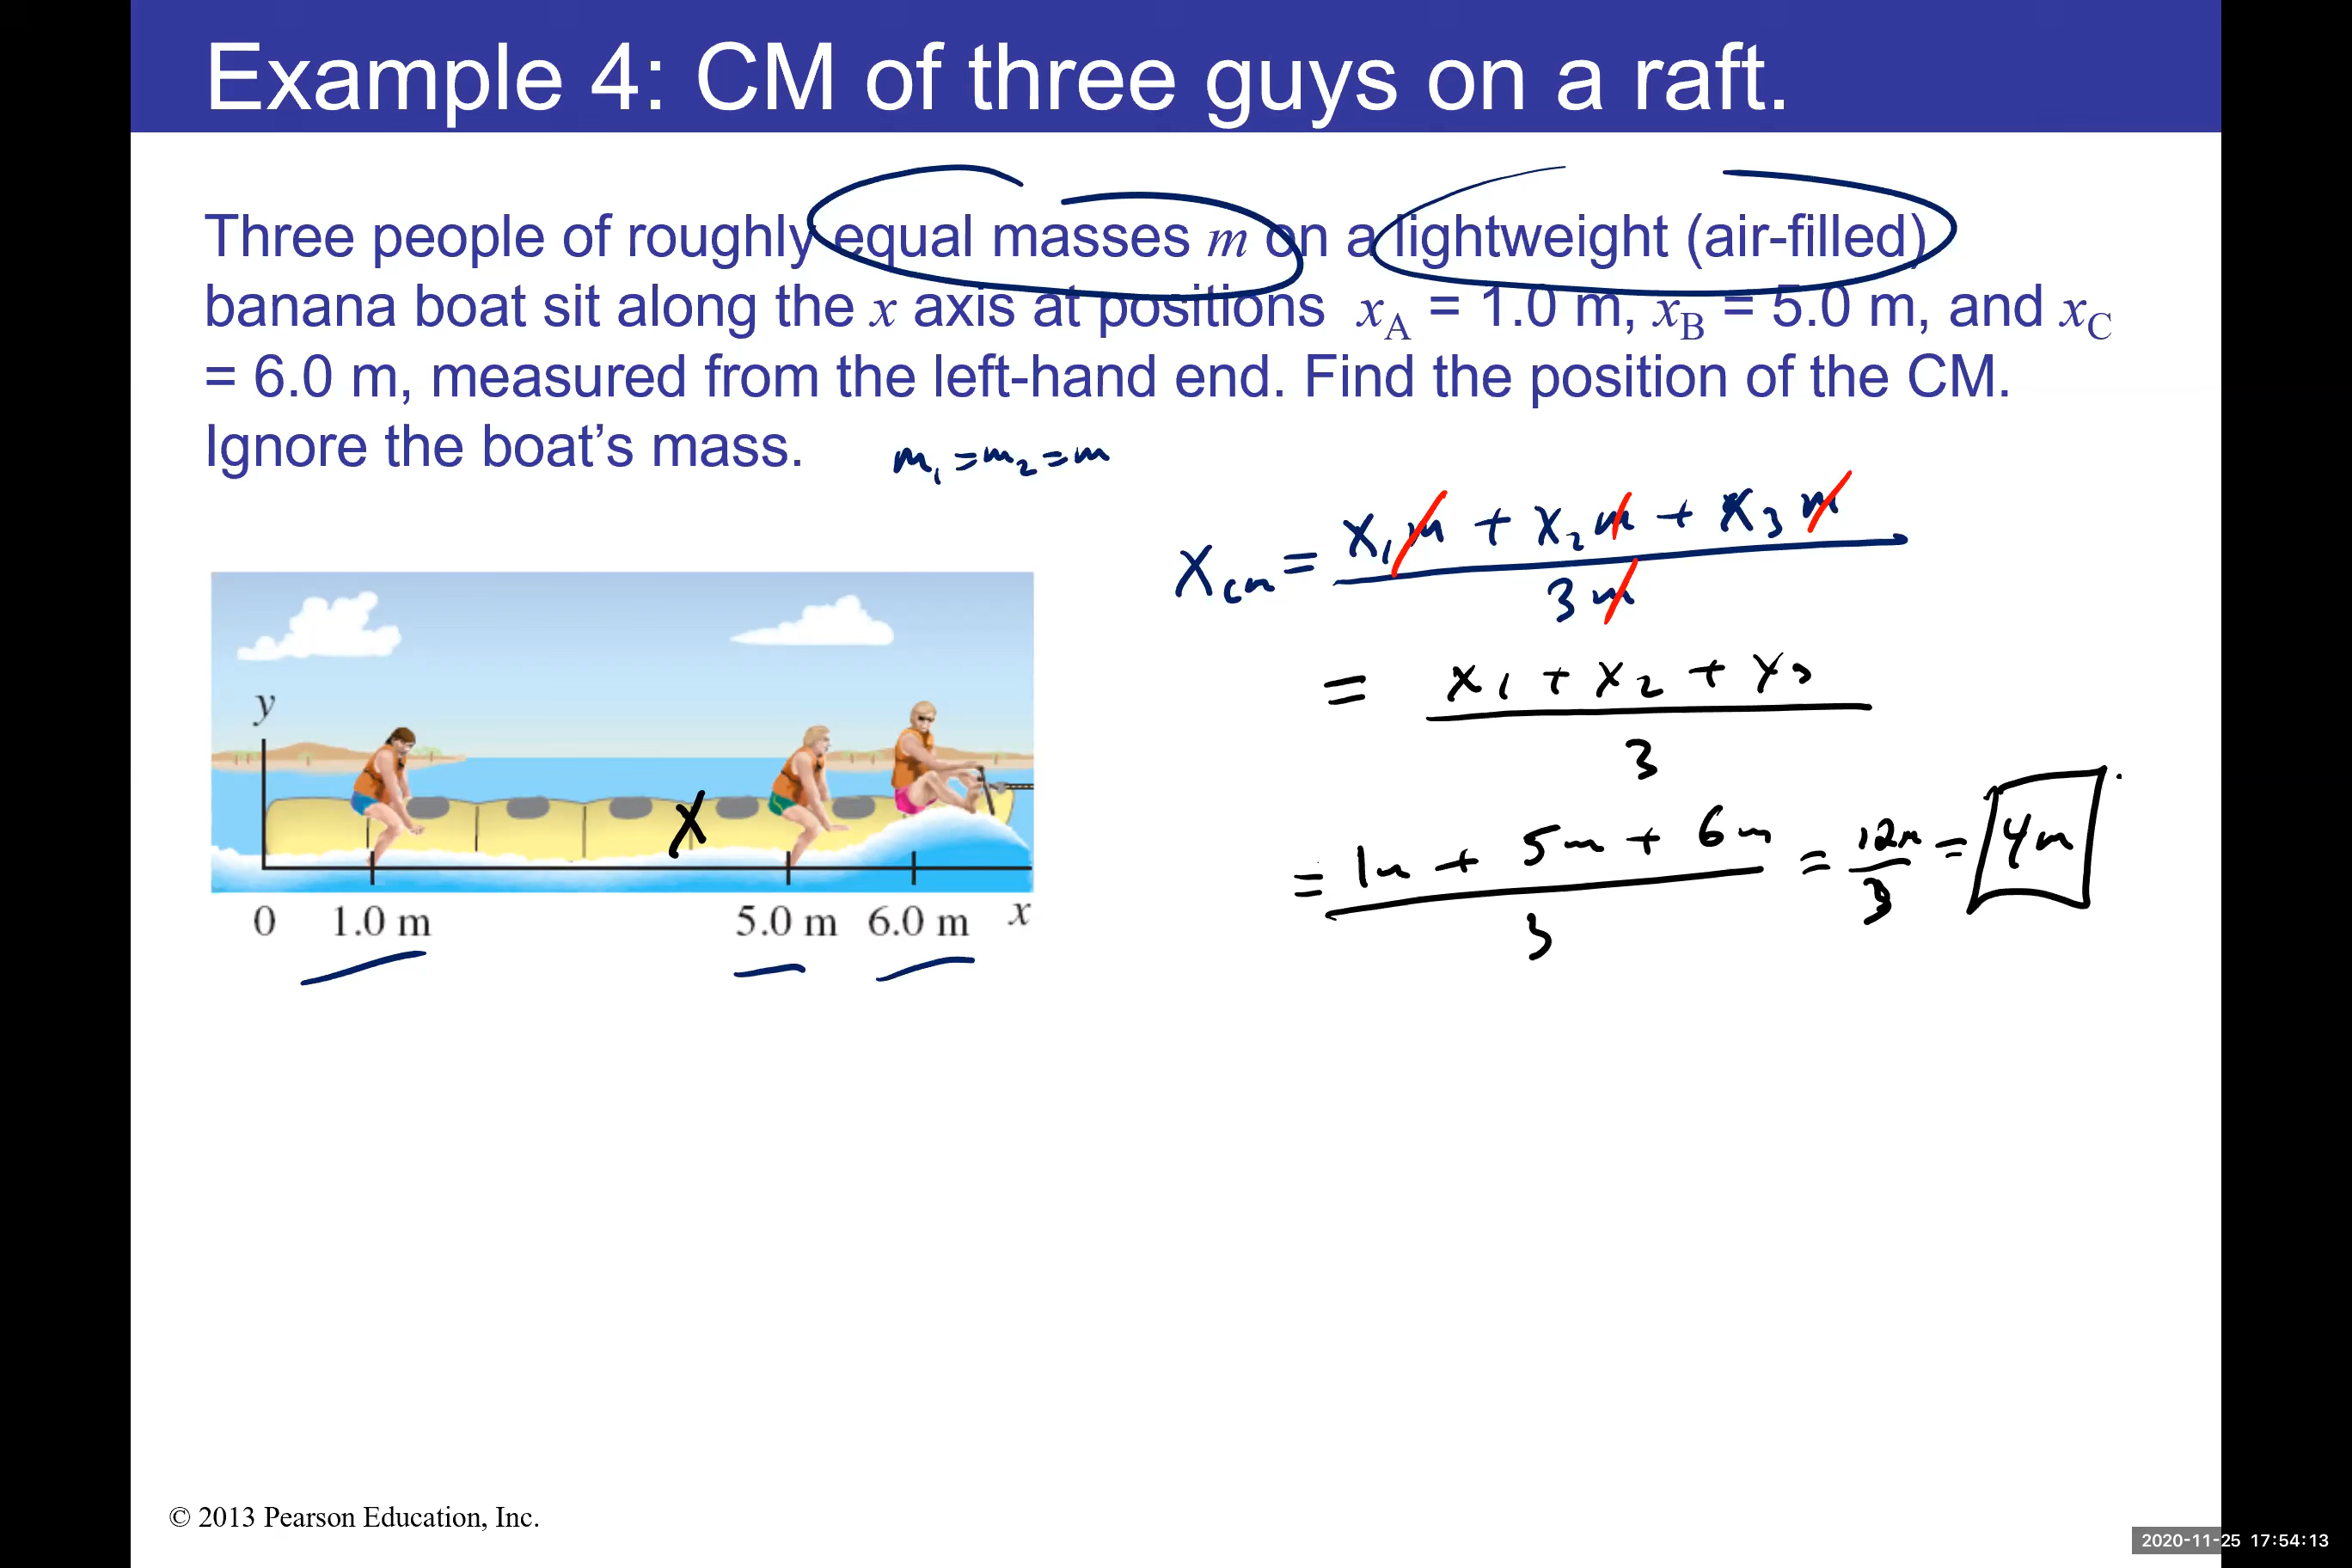 Example 4: CM of three guys on a raft.
Three people of roughly equal masses m on a lightweight (air-filled)
banana boat sit along the x axis at positions x_A = 1.0 m, x_B = 5.0 m, and x_C
= 6.0 m, measured from the left-hand end. Find the position of the CM.
Ignore the boat’s mass.
m₁ = m₂ = m
X_cm = (x₁m + x₂m + x₃m) / 3m
= (x₁ + x₂ + x₃) / 3
= (1m + 5m + 6m) / 3 = 12m / 3 = 4m
y
X
0 1.0 m 5.0 m 6.0 m x
© 2013 Pearson Education, Inc.
2020-11-25 17:54:13